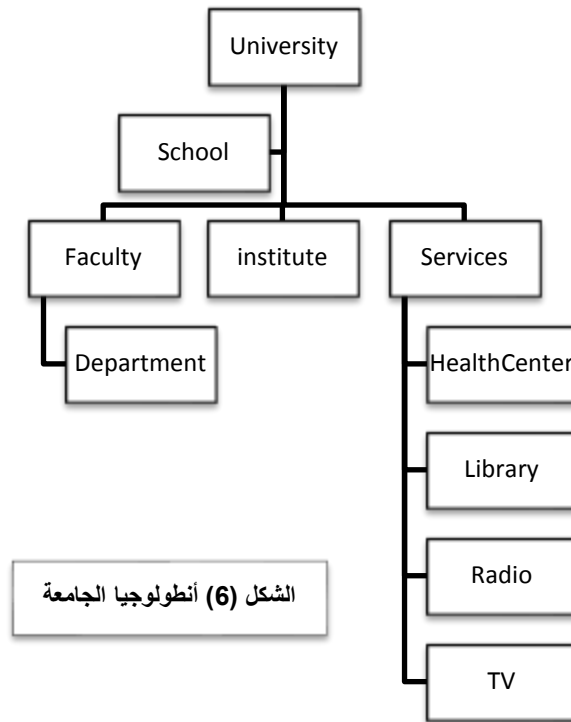 University
School
Faculty
institute
Services
Department
HealthCenter
Library
Radio
TV
الشكل (6) أنطولوجيا الجامعة